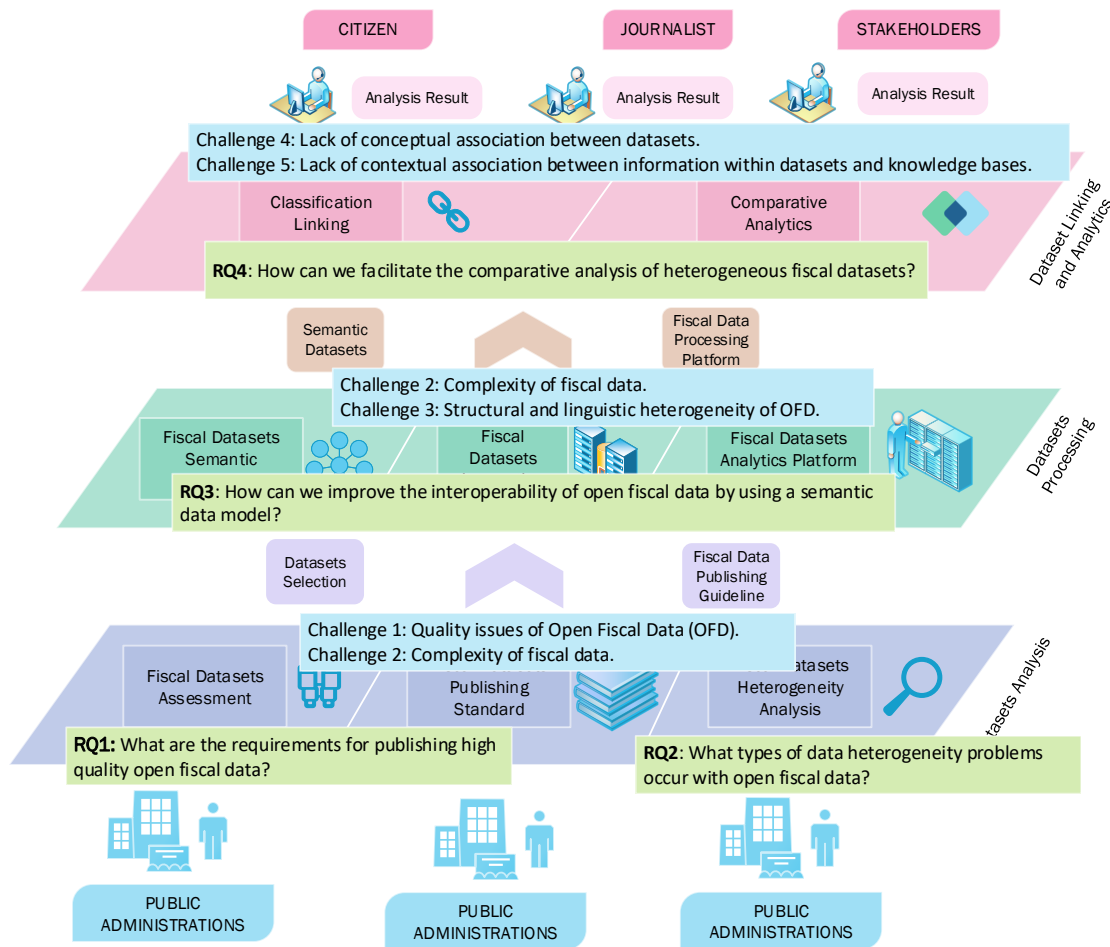 CITIZEN
JOURNALIST
STAKEHOLDERS
Analysis Result
Analysis Result
Analysis Result
Challenge 4: Lack of conceptual association between datasets.
Challenge 5: Lack of contextual association between information within datasets and knowledge bases.
Classification
Linking
Comparative
Analytics
Dataset Linking
and Analytics
RQ4: How can we facilitate the comparative analysis of heterogeneous fiscal datasets?
Semantic
Datasets
Fiscal Data
Processing
Platform
Challenge 2: Complexity of fiscal data.
Challenge 3: Structural and linguistic heterogeneity of OFD.
Fiscal Datasets
Semantic
Fiscal
Datasets
Fiscal Datasets
Analytics Platform
Datasets
Processing
RQ3: How can we improve the interoperability of open fiscal data by using a semantic
data model?
Datasets
Selection
Fiscal Data
Publishing
Guideline
Challenge 1: Quality issues of Open Fiscal Data (OFD).
Challenge 2: Complexity of fiscal data.
Fiscal Datasets
Assessment
Publishing
Standard
Datasets
Heterogeneity
Analysis
Analysis
RQ1: What are the requirements for publishing high
quality open fiscal data?
RQ2: What types of data heterogeneity problems
occur with open fiscal data?
PUBLIC
ADMINISTRATIONS
PUBLIC
ADMINISTRATIONS
PUBLIC
ADMINISTRATIONS